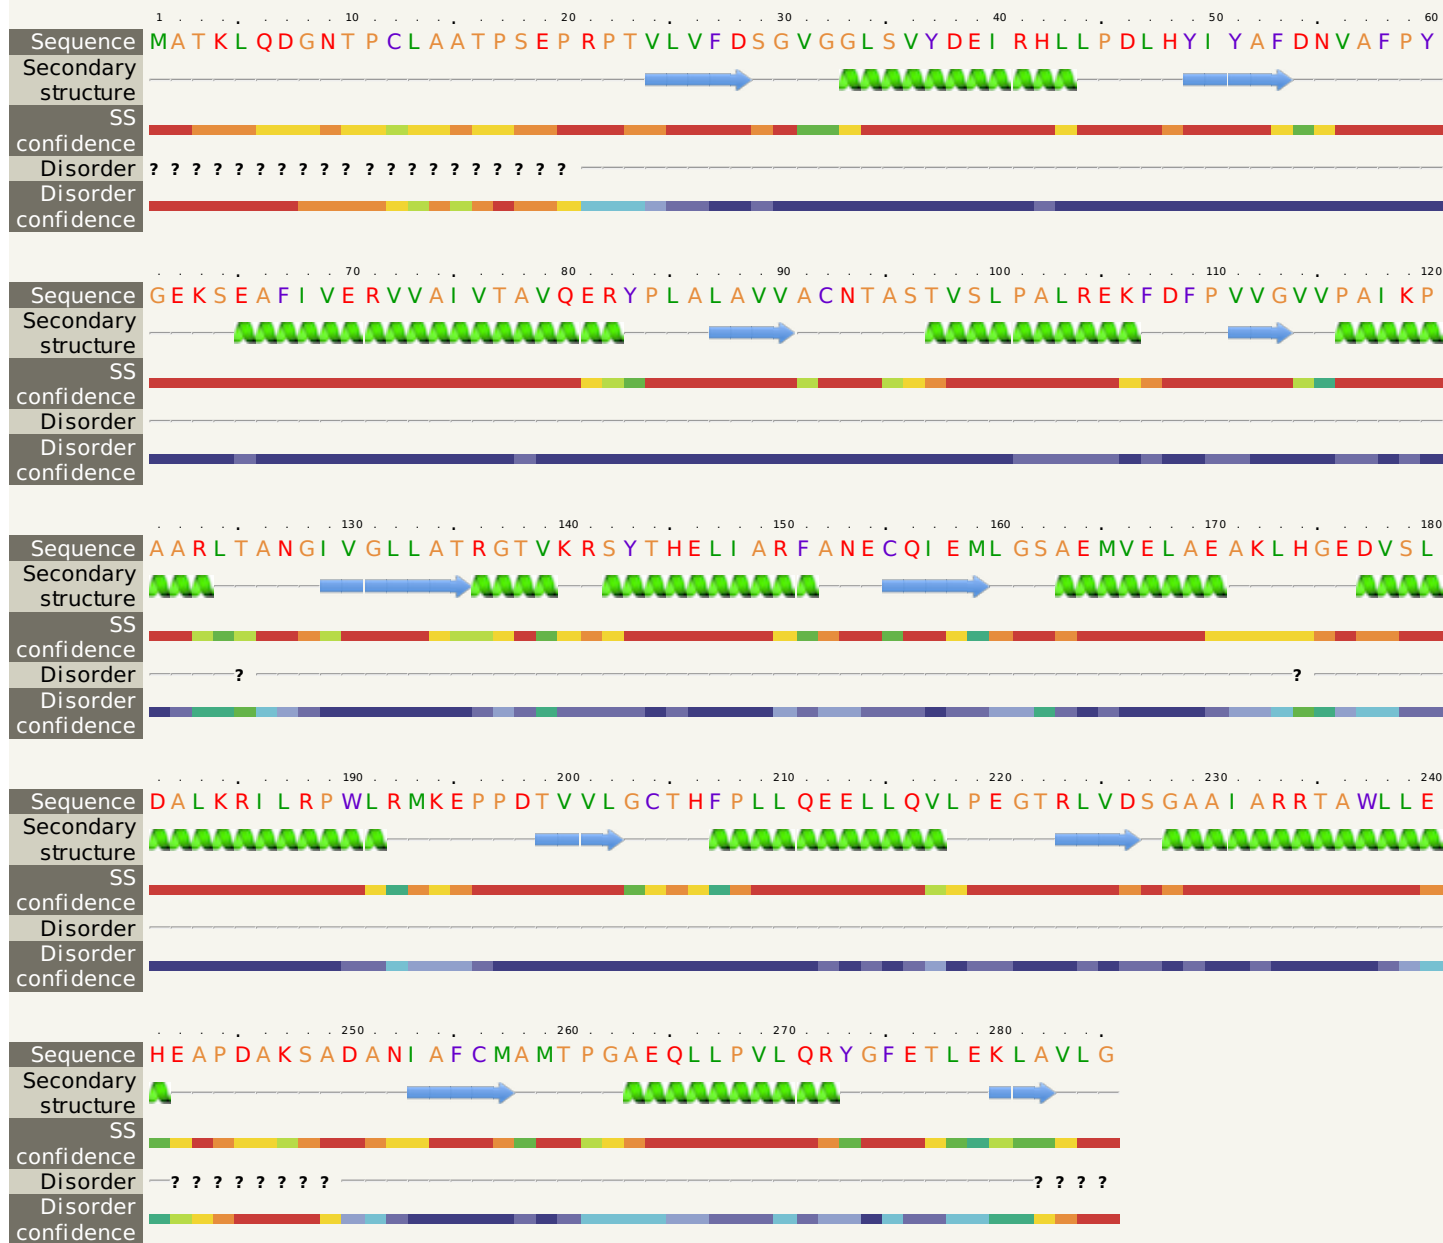 1 10 20 30 40 50 60
Sequence M A T K L Q D G N T P C L A A T P S E P R P T V L V F D S G V G G L S V Y D E I R H L L P D L H Y I Y A F D N V A F P Y
Secondary
structure
SS
confidence
Disorder ? ? ? ? ? ? ? ? ? ? ? ? ? ? ? ? ? ? ? ?
Disorder
confidence
70 80 90 100 110 120
Sequence G E K S E A F I V E R V V A I V T A V Q E R Y P L A L A V V A C N T A S T V S L P A L R E K F D F P V V G V V P A I K P
Secondary
structure
SS
confidence
Disorder
Disorder
confidence
130 140 150 160 170 180
Sequence A A R L T A N G I V G L L A T R G T V K R S Y T H E L I A R F A N E C Q I E M L G S A E M V E L A E A K L H G E D V S L
Secondary
structure
SS
confidence
Disorder ? ?
Disorder
confidence
190 200 210 220 230 240
Sequence D A L K R I L R P W L R M K E P P D T V V L G C T H F P L L Q E E L L Q V L P E G T R L V D S G A A I A R R T A W L L E
Secondary
structure
SS
confidence
Disorder
Disorder
confidence
250 260 270 280
Sequence H E A P D A K S A D A N I A F C M A M T P G A E Q L L P V L Q R Y G F E T L E K L A V L G
Secondary
structure
SS
confidence
Disorder ? ? ? ? ? ? ? ? ? ? ? ?
Disorder
confidence